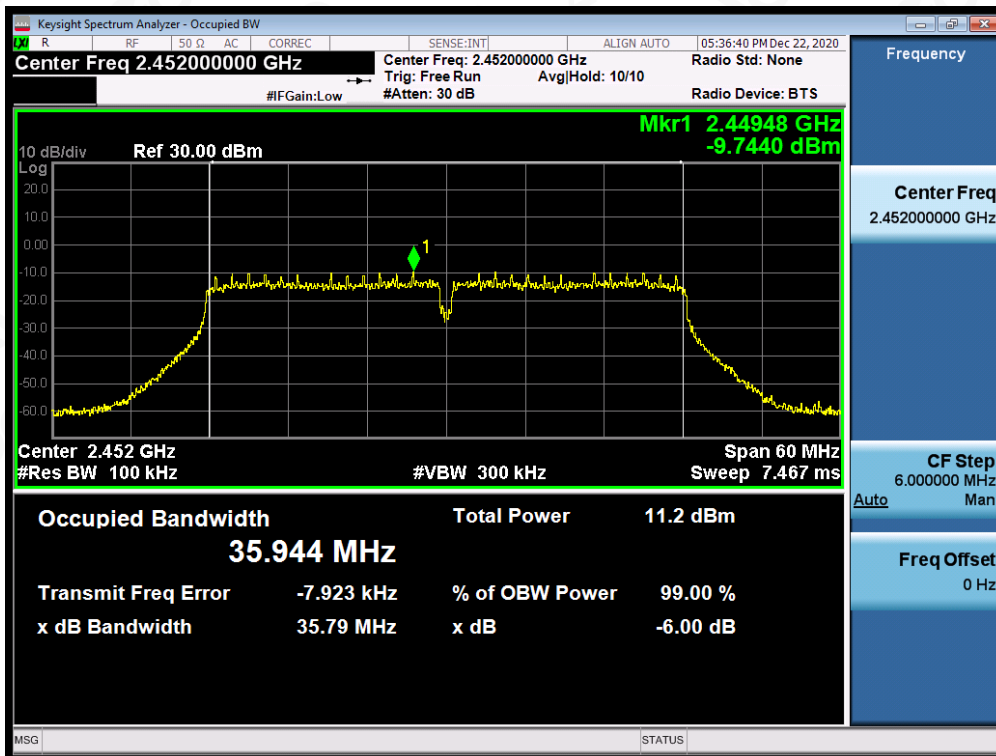 Keysight Spectrum Analyzer - Occupied BW
LXI R RF 50 Ω AC CORREC SENSE:INT ALIGN AUTO 05:36:40 PM Dec 22, 2020
Center Freq 2.452000000 GHz
Center Freq: 2.452000000 GHz
Radio Std: None
Trig: Free Run Avg|Hold: 10/10
#IFGain:Low
#Atten: 30 dB
Radio Device: BTS
Mkr1 2.44948 GHz
-9.7440 dBm
10 dB/div Ref 30.00 dBm
Log
20.0
10.0
0.00
-10.0
-20.0
-30.0
-40.0
-50.0
-60.0
1
Center 2.452 GHz Span 60 MHz
#Res BW 100 kHz #VBW 300 kHz Sweep 7.467 ms
Occupied Bandwidth Total Power 11.2 dBm
35.944 MHz
Transmit Freq Error -7.923 kHz % of OBW Power 99.00 %
x dB Bandwidth 35.79 MHz x dB -6.00 dB
Frequency
Center Freq
2.452000000 GHz
CF Step
6.000000 MHz
Auto Man
Freq Offset
0 Hz
MSG STATUS